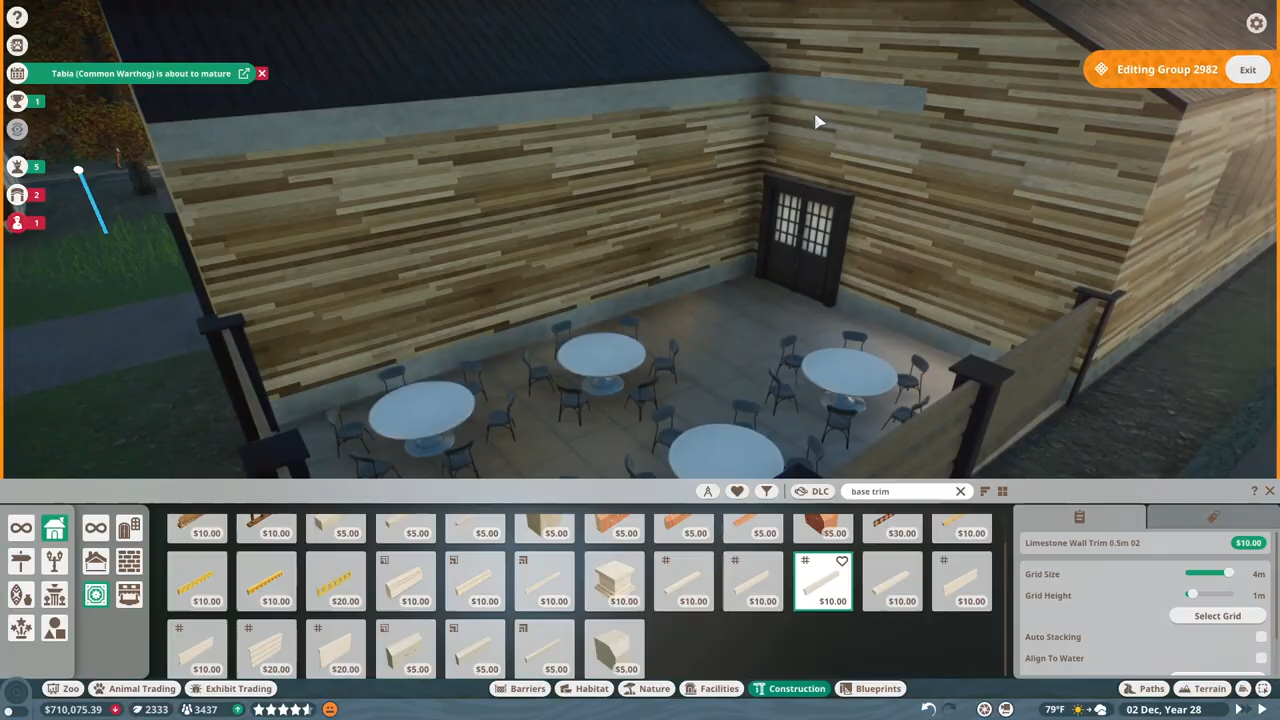 Tabia (Common Warthog) is about to mature
Editing Group 2982
Exit
1
5
2
1
DLC
base trim
$10.00 $10.00 $5.00 $5.00 $5.00 $5.00 $5.00 $5.00 $5.00 $5.00 $30.00 $10.00
$10.00 $10.00 $20.00 $10.00 $10.00 $10.00 $10.00 $10.00 $10.00 $10.00 $10.00 $10.00
$10.00 $20.00 $20.00 $5.00 $5.00 $5.00 $5.00
Limestone Wall Trim 0.5m 02 $10.00
Grid Size 4m
Grid Height 1m
Select Grid
Auto Stacking
Align To Water
Zoo Animal Trading Exhibit Trading Barriers Habitat Nature Facilities Construction Blueprints Paths Terrain
$710,075.39 2333 3437 79°F 02 Dec, Year 28